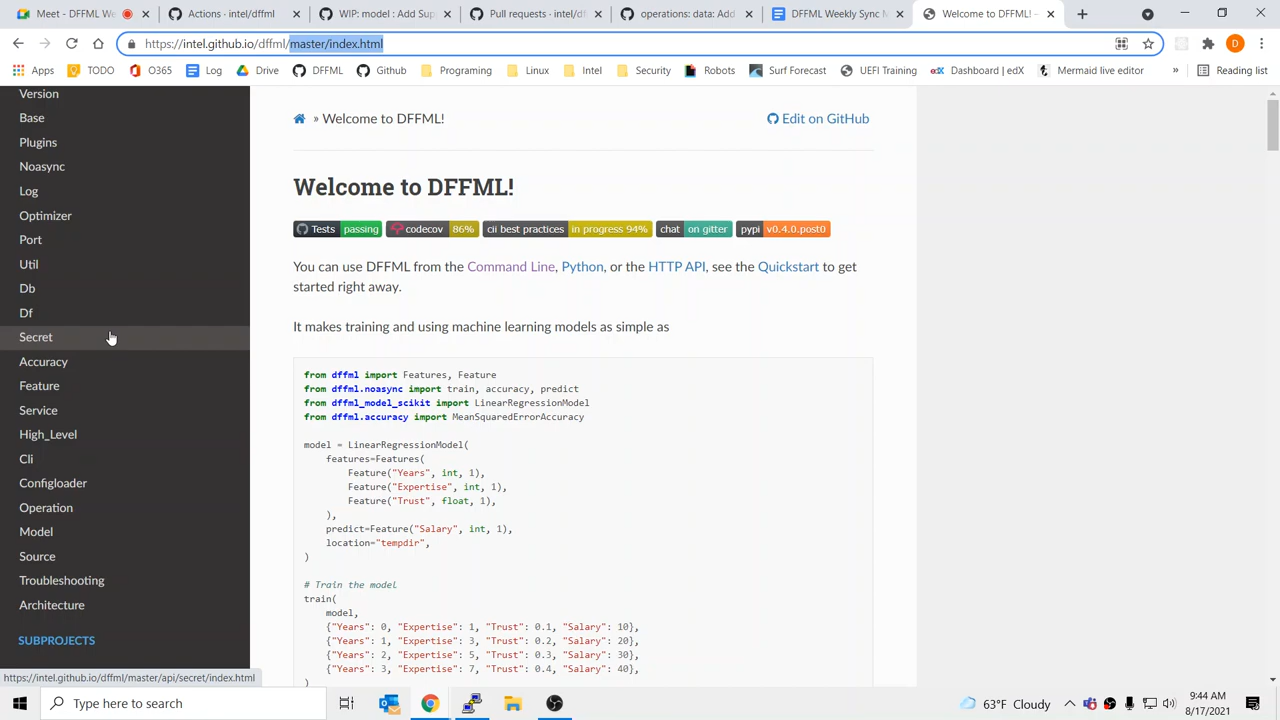 Meet - DFFML We
Actions - intel/dffml
WIP: model : Add Sup
Pull requests - intel/d
operations: data: Add
DFFML Weekly Sync M
Welcome to DFFML! –
https://intel.github.io/dffml/master/index.html
D
Apps
TODO
O365
Log
Drive
DFFML
Github
Programing
Linux
Intel
Security
Robots
Surf Forecast
UEFI Training
edX
Dashboard | edX
Mermaid live editor
»
Reading list
Version
Base
Plugins
Noasync
Log
Optimizer
Port
Util
Db
Df
Secret
Accuracy
Feature
Service
High_Level
Cli
Configloader
Operation
Model
Source
Troubleshooting
Architecture
SUBPROJECTS
https://intel.github.io/dffml/master/api/secret/index.html
» Welcome to DFFML!
Edit on GitHub
Welcome to DFFML!
Tests passing codecov 86% cii best practices in progress 94% chat on gitter pypi v0.4.0.post0
You can use DFFML from the Command Line, Python, or the HTTP API, see the Quickstart to get
started right away.
It makes training and using machine learning models as simple as
from dffml import Features, Feature
from dffml.noasync import train, accuracy, predict
from dffml_model_scikit import LinearRegressionModel
from dffml.accuracy import MeanSquaredErrorAccuracy
model = LinearRegressionModel(
features=Features(
Feature("Years", int, 1),
Feature("Expertise", int, 1),
Feature("Trust", float, 1),
),
predict=Feature("Salary", int, 1),
location="tempdir",
)
# Train the model
train(
model,
{"Years": 0, "Expertise": 1, "Trust": 0.1, "Salary": 10},
{"Years": 1, "Expertise": 3, "Trust": 0.2, "Salary": 20},
{"Years": 2, "Expertise": 5, "Trust": 0.3, "Salary": 30},
{"Years": 3, "Expertise": 7, "Trust": 0.4, "Salary": 40},
)
Type here to search
63°F Cloudy
9:44 AM
8/17/2021